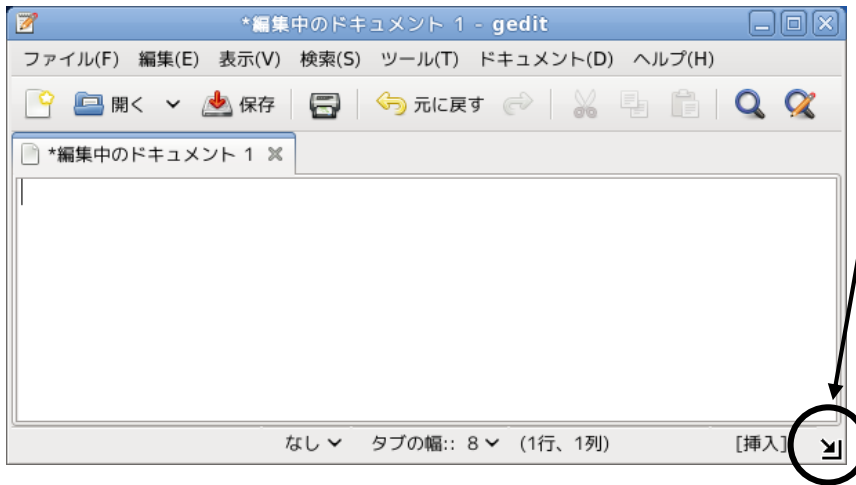 *編集中のドキュメント 1 - gedit
ファイル(F) 編集(E) 表示(V) 検索(S) ツール(T) ドキュメント(D) ヘルプ(H)
開く 保存 元に戻す
*編集中のドキュメント 1
なし タブの幅:: 8 (1行、1列) [挿入]